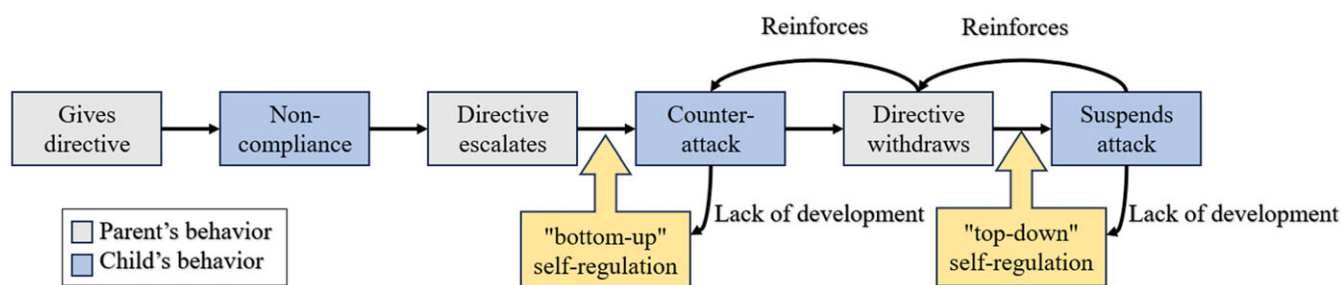 Reinforces
Reinforces
Gives
directive
Non-
compliance
Directive
escalates
Counter-
attack
Directive
withdraws
Suspends
attack
Lack of development
Lack of development
"bottom-up"
self-regulation
"top-down"
self-regulation
Parent's behavior
Child's behavior